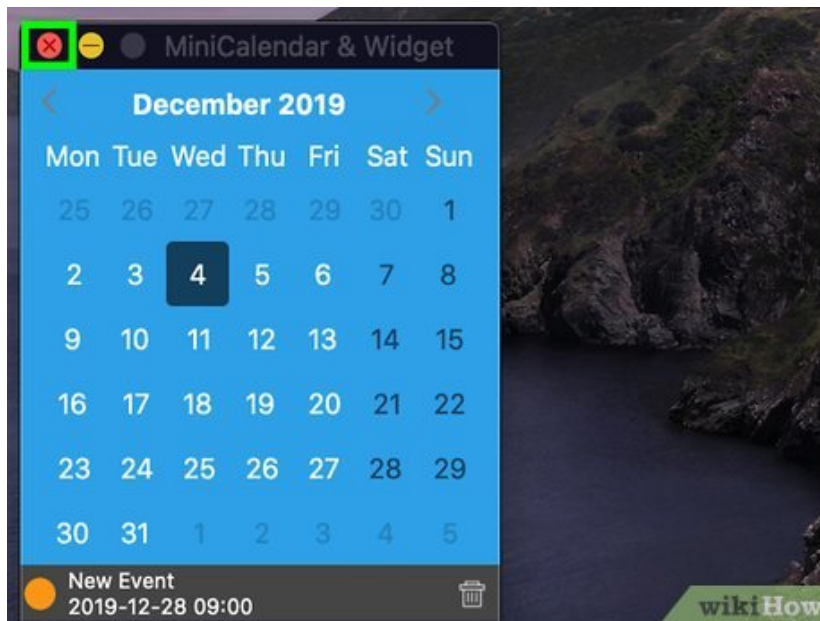 MiniCalendar & Widget
December 2019
Mon Tue Wed Thu Fri Sat Sun
25 26 27 28 29 30 1
2 3 4 5 6 7 8
9 10 11 12 13 14 15
16 17 18 19 20 21 22
23 24 25 26 27 28 29
30 31 1 2 3 4 5
New Event
2019-12-28 09:00
wikiHow